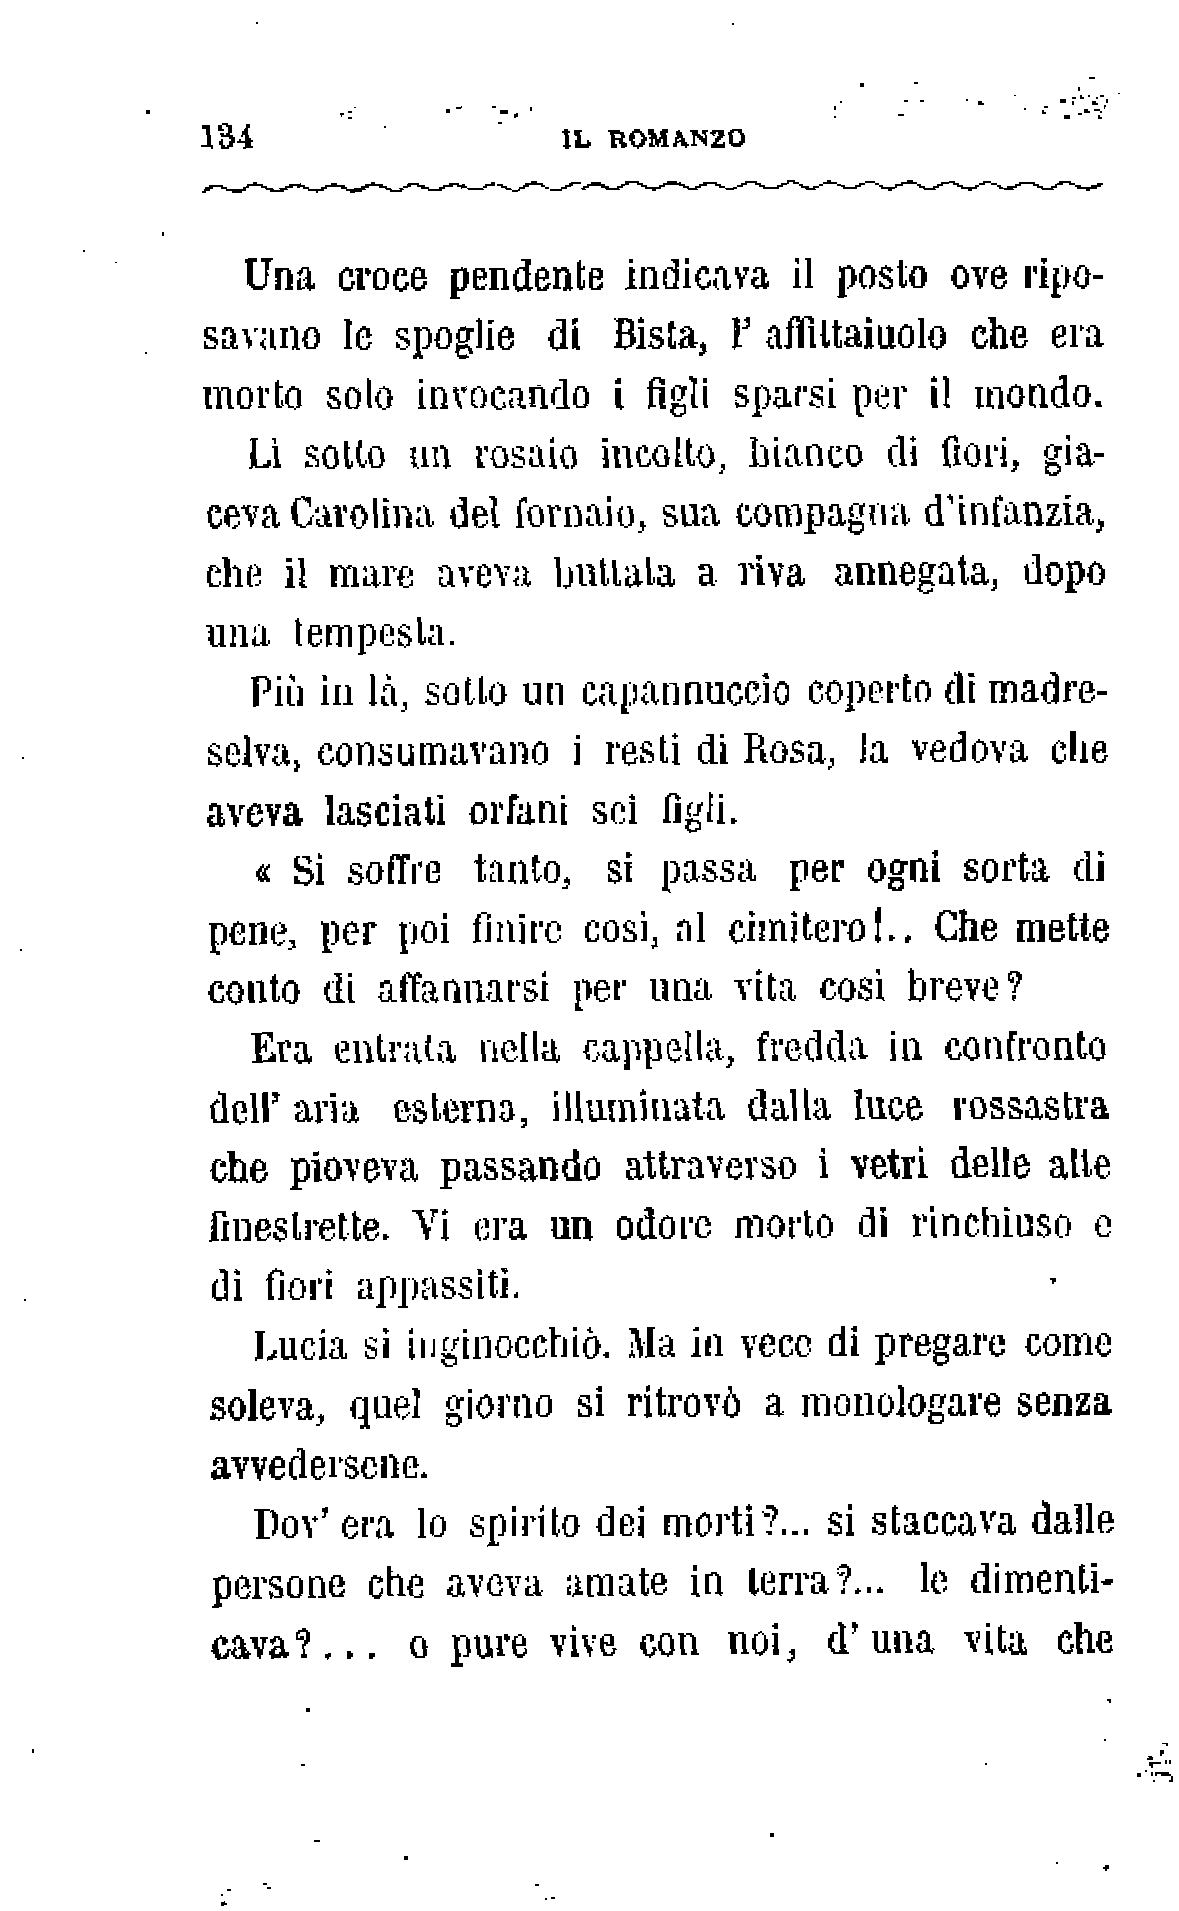 134 IL ROMANZO
Una croce pendente indicava il posto ove ripo-
savano le spoglie di Bista, l' affittaiuolo che era
morto solo invocando i figli sparsi per il mondo.
Lì sotto un rosaio incolto, bianco di fiori, gia-
ceva Carolina del fornaio, sua compagna d'infanzia,
che il mare aveva buttata a riva annegata, dopo
una tempesta.
Più in là, sotto un capannuccio coperto di madre-
selva, consumavano i resti di Rosa, la vedova che
aveva lasciati orfani sei figli.
« Si soffre tanto, si passa per ogni sorta di
pene, per poi finire così, al cimitero!.. Che mette
conto di affannarsi per una vita così breve?
Era entrata nella cappella, fredda in confronto
dell' aria esterna, illuminata dalla luce rossastra
che pioveva passando attraverso i vetri delle alte
finestrette. Vi era un odore morto di rinchiuso e
di fiori appassiti.
Lucia si inginocchiò. Ma in vece di pregare come
soleva, quel giorno si ritrovò a monologare senza
avvedersene.
Dov' era lo spirito dei morti?... si staccava dalle
persone che aveva amate in terra?... le dimenti-
cava?... o pure vive con noi, d' una vita che